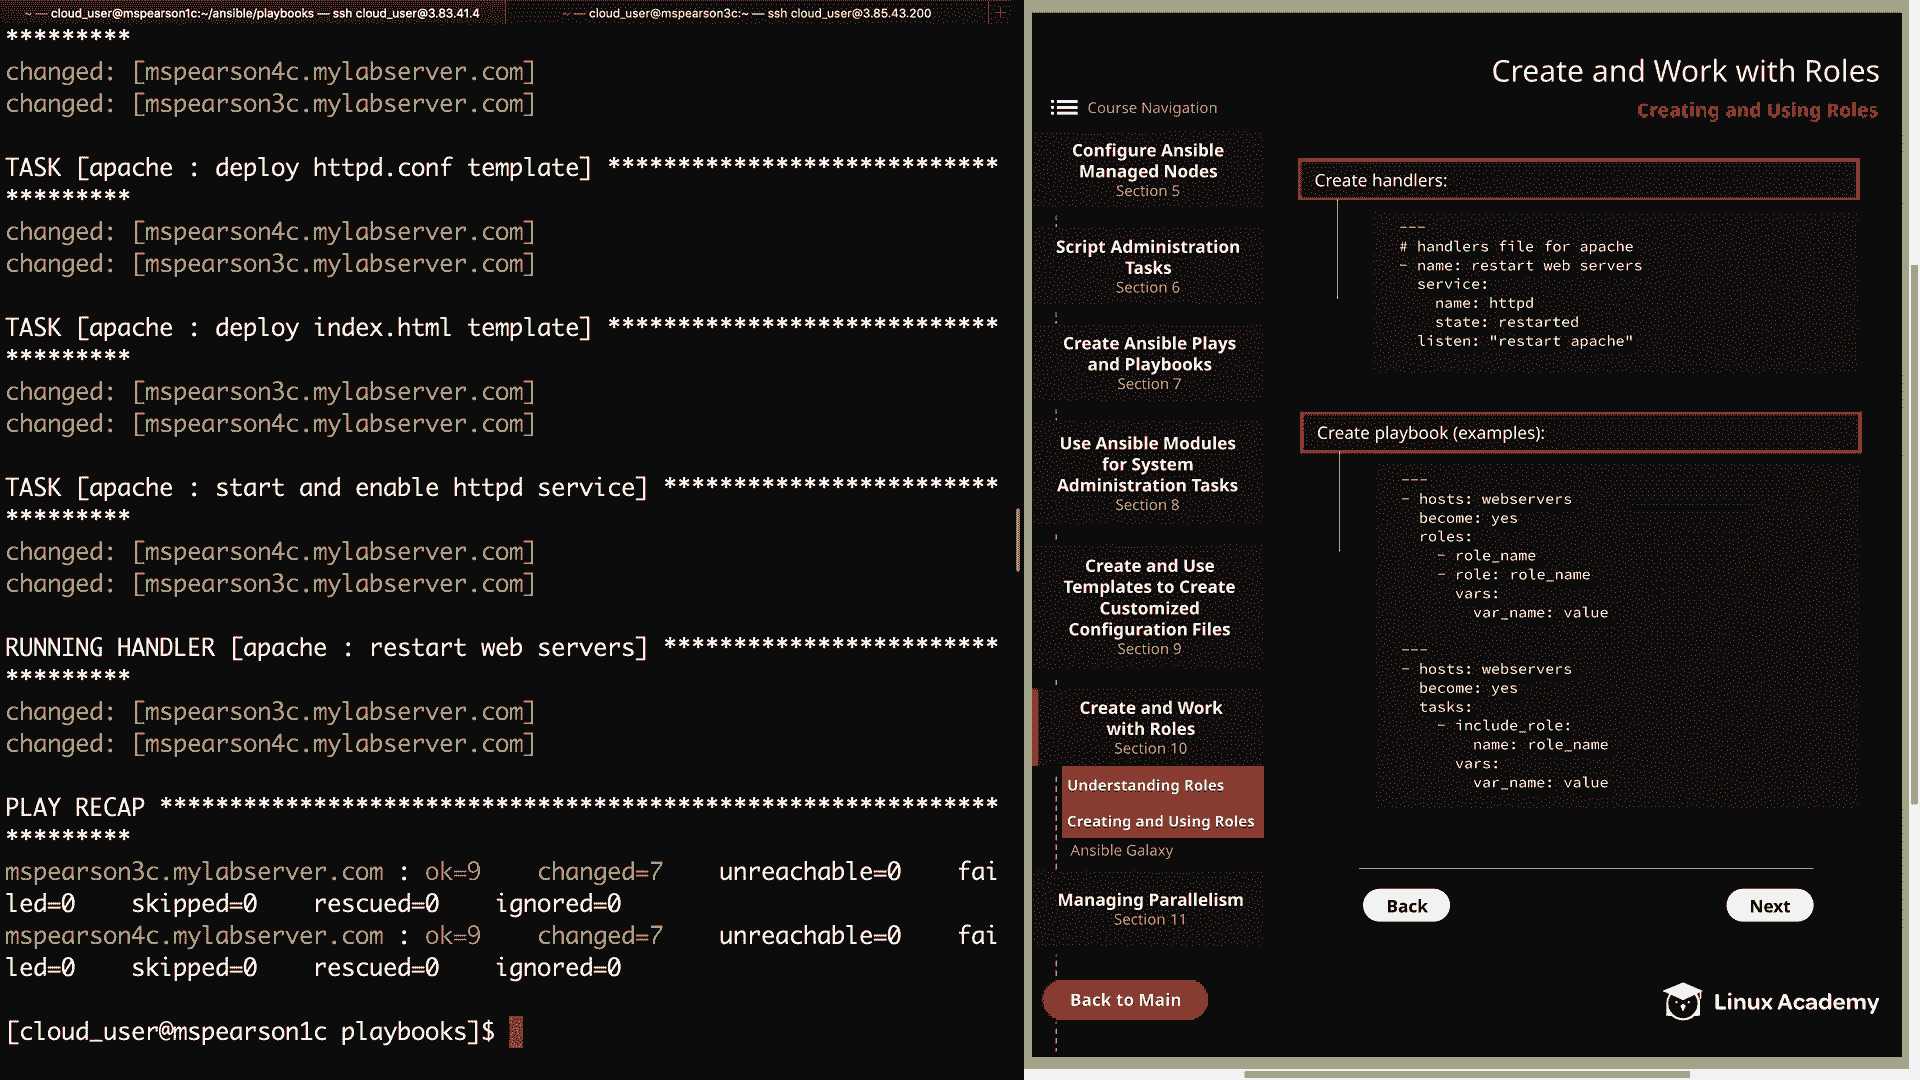 ~ — cloud_user@mspearson1c:~/ansible/playbooks — ssh cloud_user@3.83.41.4
~ — cloud_user@mspearson3c:~ — ssh cloud_user@3.85.43.200
+
*********
changed: [mspearson4c.mylabserver.com]
changed: [mspearson3c.mylabserver.com]
TASK [apache : deploy httpd.conf template] ****************************
*********
changed: [mspearson4c.mylabserver.com]
changed: [mspearson3c.mylabserver.com]
TASK [apache : deploy index.html template] ****************************
*********
changed: [mspearson3c.mylabserver.com]
changed: [mspearson4c.mylabserver.com]
TASK [apache : start and enable httpd service] ************************
*********
changed: [mspearson4c.mylabserver.com]
changed: [mspearson3c.mylabserver.com]
RUNNING HANDLER [apache : restart web servers] ************************
*********
changed: [mspearson3c.mylabserver.com]
changed: [mspearson4c.mylabserver.com]
PLAY RECAP ************************************************************
*********
mspearson3c.mylabserver.com : ok=9    changed=7    unreachable=0    fai
led=0    skipped=0    rescued=0    ignored=0
mspearson4c.mylabserver.com : ok=9    changed=7    unreachable=0    fai
led=0    skipped=0    rescued=0    ignored=0
[cloud_user@mspearson1c playbooks]$
Create and Work with Roles
Creating and Using Roles
Course Navigation
Configure Ansible
Managed Nodes
Section 5
Script Administration
Tasks
Section 6
Create Ansible Plays
and Playbooks
Section 7
Use Ansible Modules
for System
Administration Tasks
Section 8
Create and Use
Templates to Create
Customized
Configuration Files
Section 9
Create and Work
with Roles
Section 10
Understanding Roles
Creating and Using Roles
Ansible Galaxy
Managing Parallelism
Section 11
Back to Main
Create handlers:
---
# handlers file for apache
- name: restart web servers
  service:
    name: httpd
    state: restarted
  listen: "restart apache"
Create playbook (examples):
---
- hosts: webservers
  become: yes
  roles:
    - role_name
    - role: role_name
      vars:
        var_name: value
---
- hosts: webservers
  become: yes
  tasks:
    - include_role:
        name: role_name
      vars:
        var_name: value
Back
Next
Linux Academy